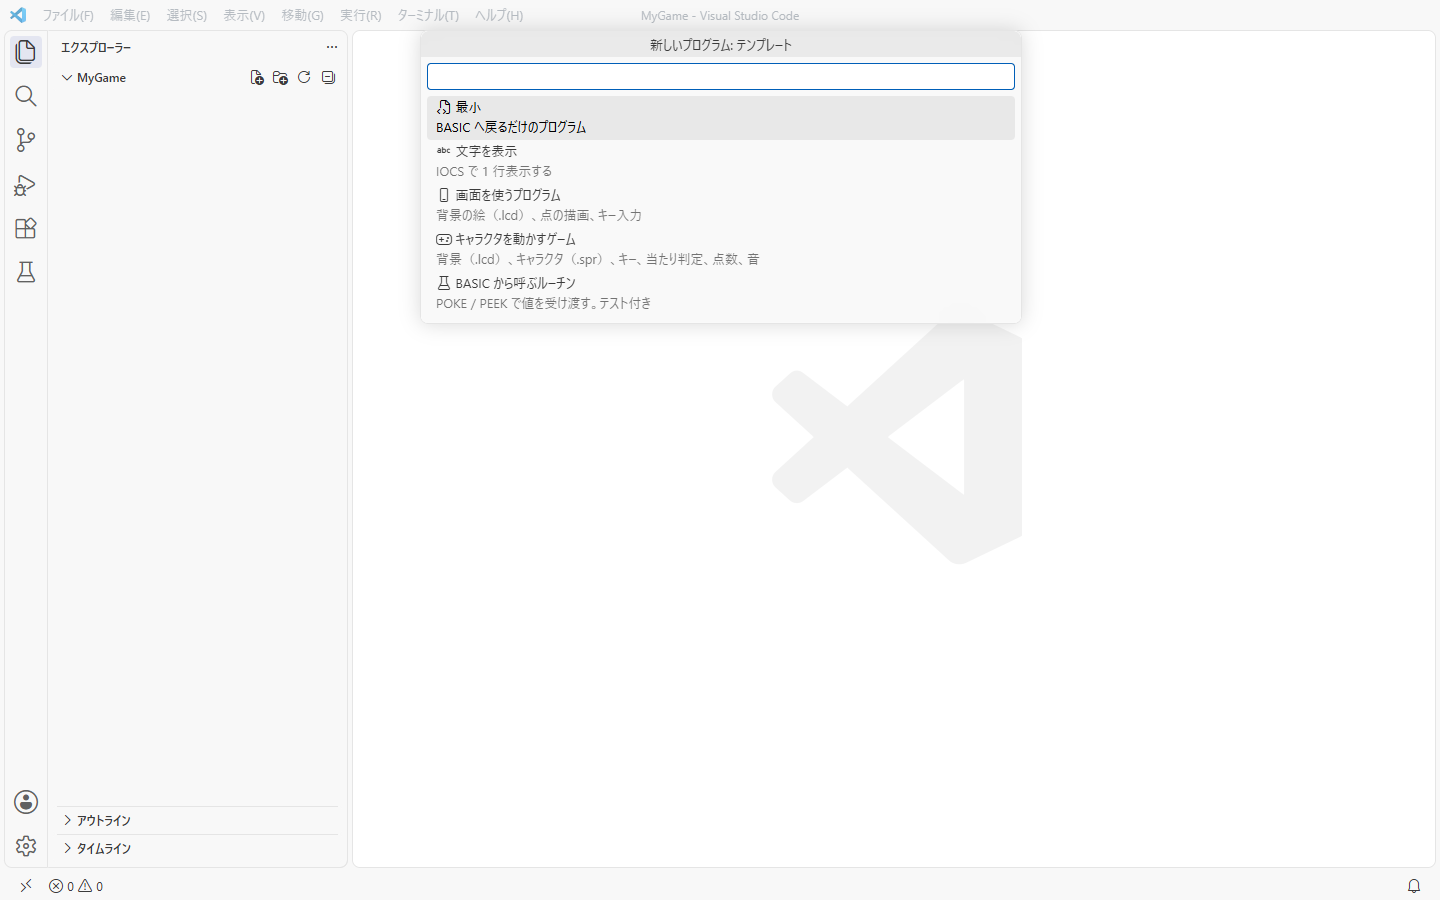 ファイル(F) 編集(E) 選択(S) 表示(V) 移動(G) 実行(R) ターミナル(T) ヘルプ(H) MyGame - Visual Studio Code
エクスプローラー
MyGame
新しいプログラム: テンプレート
最小
BASIC へ戻るだけのプログラム
abc 文字を表示
IOCS で 1 行表示する
画面を使うプログラム
背景の絵（.lcd）、点の描画、キー入力
キャラクタを動かすゲーム
背景（.lcd）、キャラクタ（.spr）、キー、当たり判定、点数、音
BASIC から呼ぶルーチン
POKE / PEEK で値を受け渡す。テスト付き
アウトライン
タイムライン
0 0